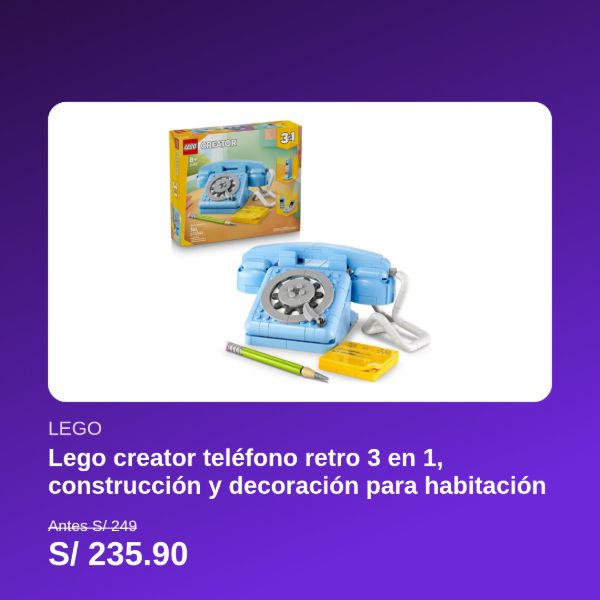 LEGO CREATOR
3in1
8+
LEGO
Lego creator teléfono retro 3 en 1,
construcción y decoración para habitación
Antes S/ 249
S/ 235.90